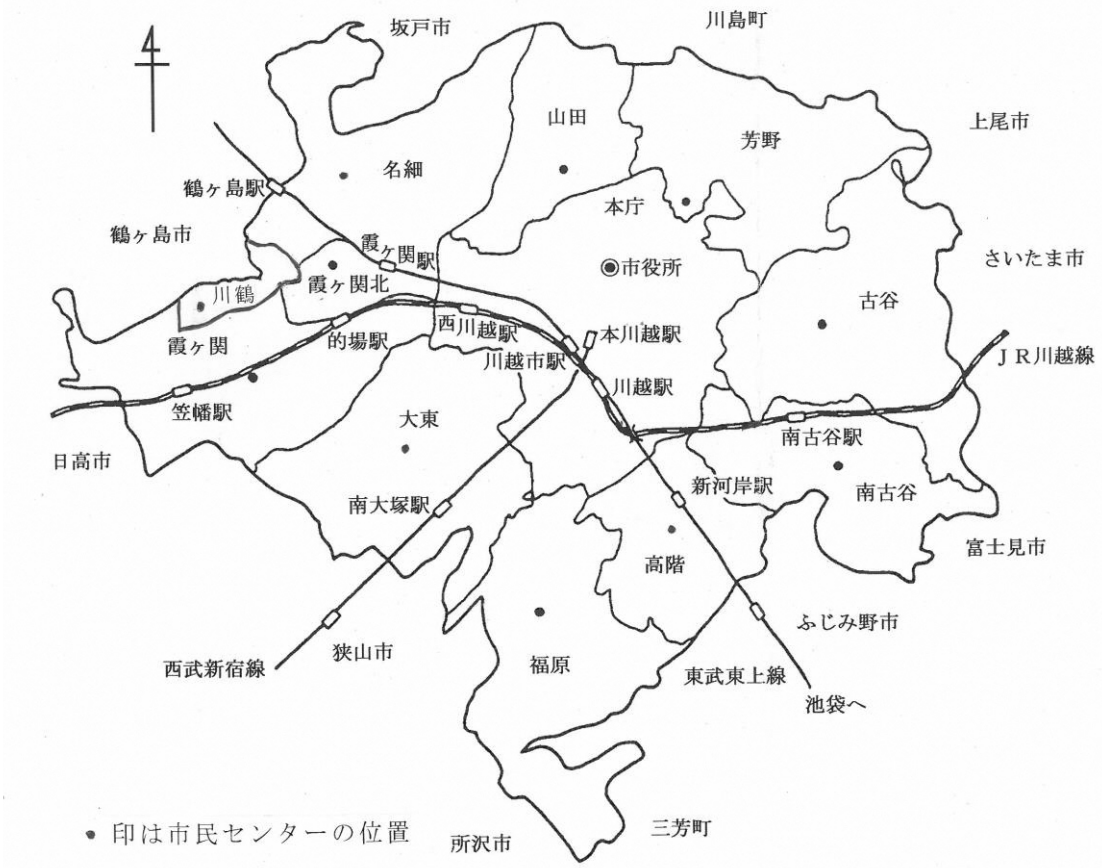 坂戸市
川島町
上尾市
山田
芳野
名細
鶴ヶ島駅
本庁
鶴ヶ島市
霞ヶ関駅
◎市役所
さいたま市
霞ヶ関北
川鶴
古谷
霞ヶ関
的場駅
西川越駅
本川越駅
川越市駅
JR川越線
川越駅
笠幡駅
大東
南古谷駅
日高市
南大塚駅
新河岸駅
南古谷
富士見市
高階
ふじみ野市
狭山市
西武新宿線
福原
東武東上線
池袋へ
三芳町
● 印は市民センターの位置
所沢市